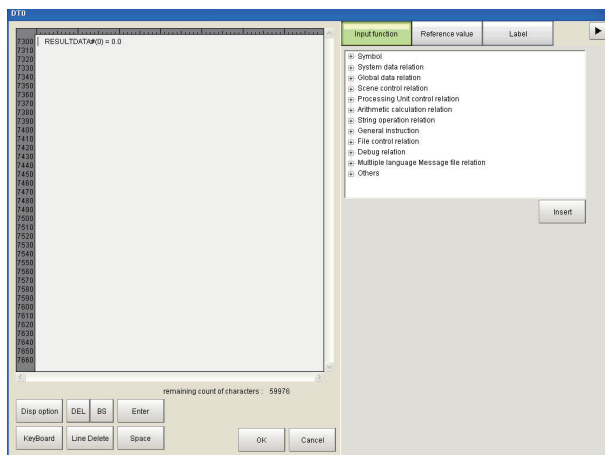 DT0
7300 RESULTDATA#(0) = 0.0
7310
7320
7330
7340
7350
7360
7370
7380
7390
7400
7410
7420
7430
7440
7450
7460
7470
7480
7490
7500
7510
7520
7530
7540
7550
7560
7570
7580
7590
7600
7610
7620
7630
7640
7650
7660
remaining count of characters : 59976
Disp option DEL BS Enter
KeyBoard Line Delete Space OK Cancel
Input function Reference value Label
Symbol
System data relation
Global data relation
Scene control relation
Processing Unit control relation
Arithmetic calculation relation
String operation relation
General instruction
File control relation
Debug relation
Multiple language Message file relation
Others
Insert